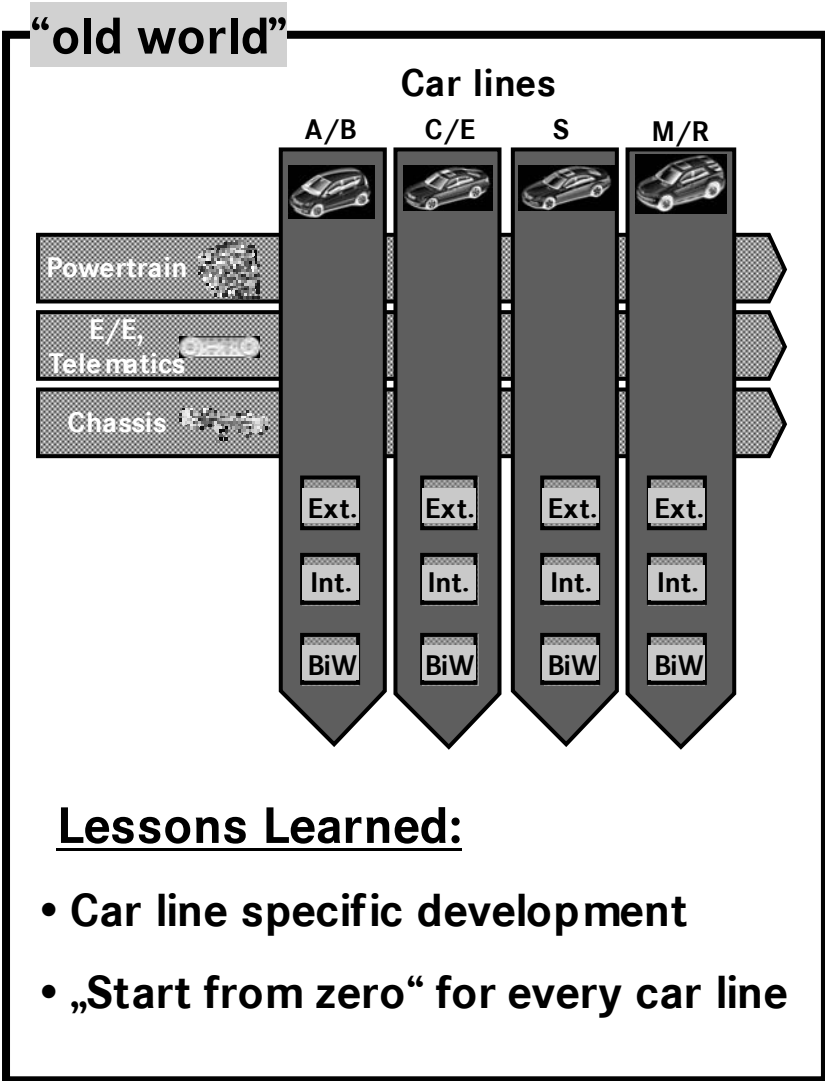 “old world”
Car lines
A/B C/E S M/R
Powertrain
E/E,
Telematics
Chassis
Ext. Ext. Ext. Ext.
Int. Int. Int. Int.
BiW BiW BiW BiW
Lessons Learned:
• Car line specific development
• „Start from zero“ for every car line